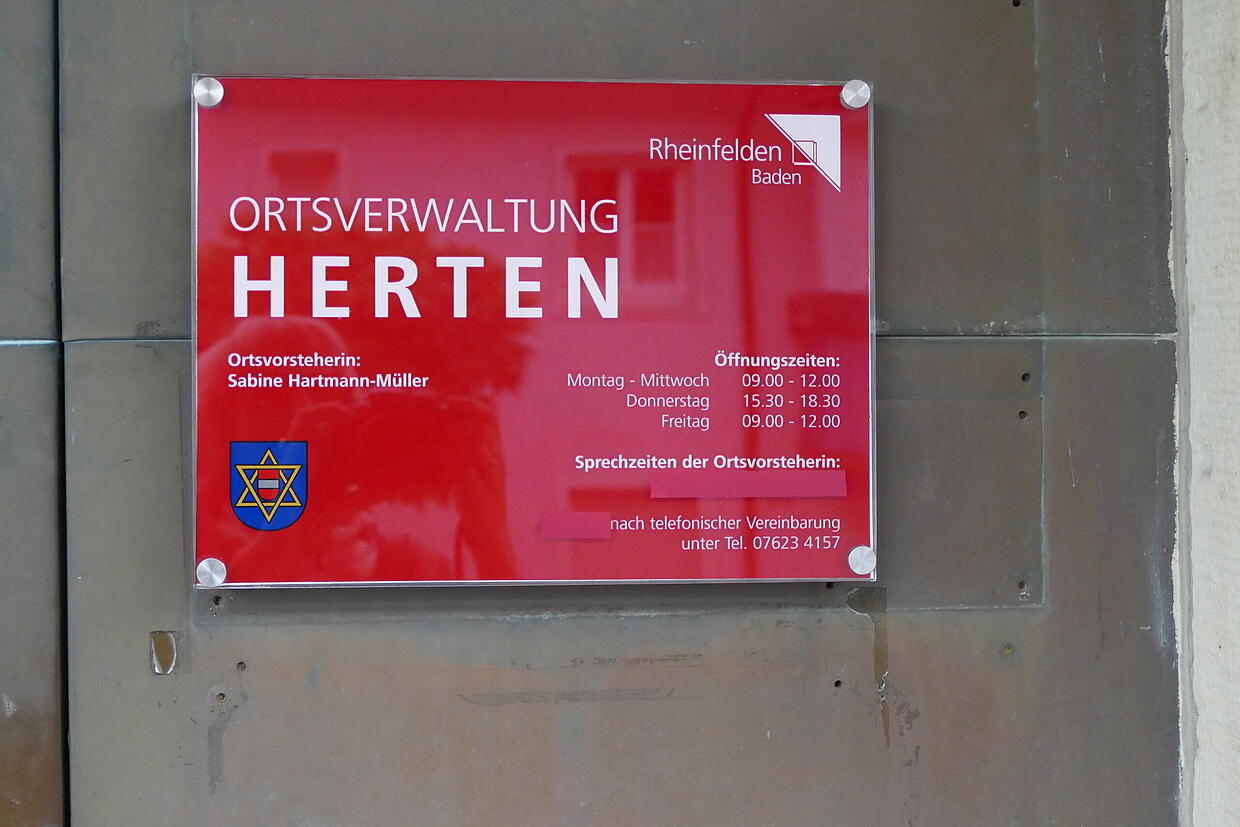 Rheinfelden
Baden
ORTSVERWALTUNG
HERTEN
Ortsvorsteherin:
Sabine Hartmann-Müller
Öffnungszeiten:
Montag - Mittwoch 09.00 - 12.00
Donnerstag 15.30 - 18.30
Freitag 09.00 - 12.00
Sprechzeiten der Ortsvorsteherin:
nach telefonischer Vereinbarung
unter Tel. 07623 4157